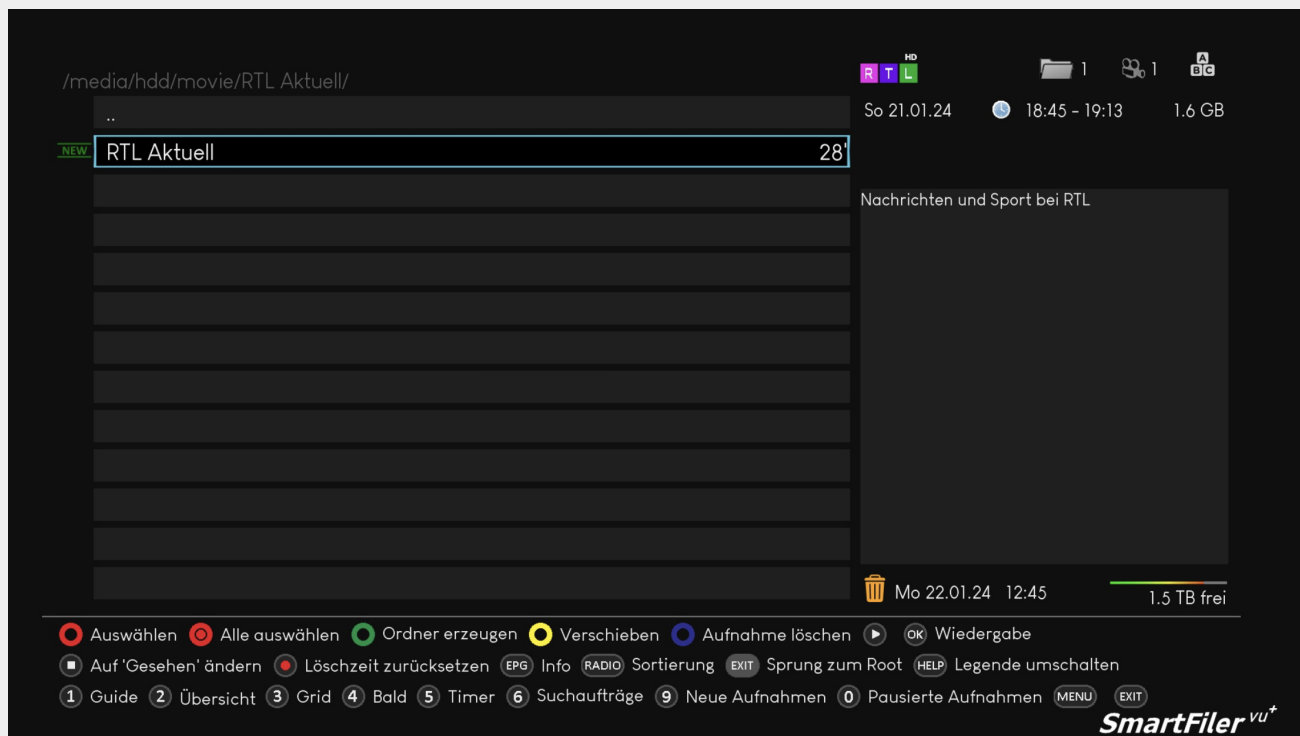 /media/hdd/movie/RTL Aktuell/
RTL HD 1 1 A B C
..
So 21.01.24 18:45 - 19:13 1.6 GB
NEW RTL Aktuell 28'
Nachrichten und Sport bei RTL
Mo 22.01.24 12:45 1.5 TB frei
Auswählen Alle auswählen Ordner erzeugen Verschieben Aufnahme löschen OK Wiedergabe
Auf 'Gesehen' ändern Löschzeit zurücksetzen EPG Info RADIO Sortierung EXIT Sprung zum Root HELP Legende umschalten
1 Guide 2 Übersicht 3 Grid 4 Bald 5 Timer 6 Suchaufträge 9 Neue Aufnahmen 0 Pausierte Aufnahmen MENU EXIT
SmartFiler vu+